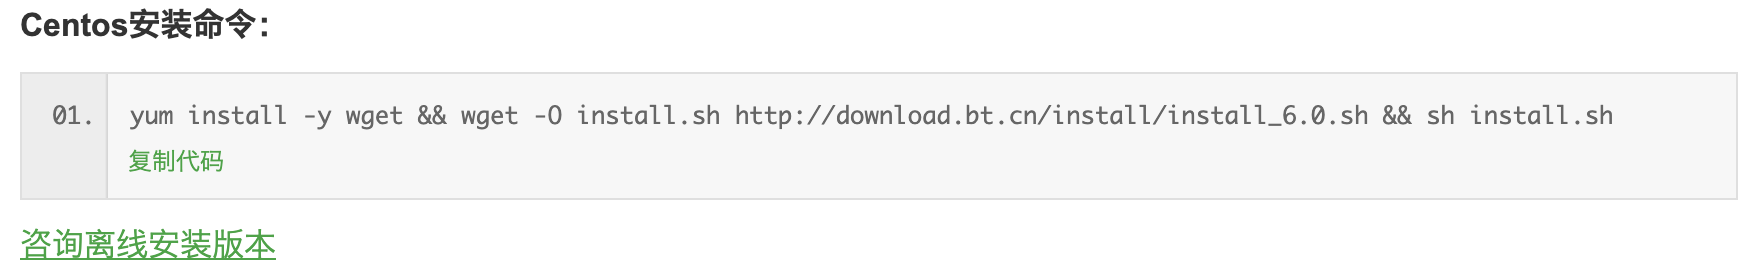 Centos安装命令：
01.
yum install -y wget && wget -O install.sh http://download.bt.cn/install/install_6.0.sh && sh install.sh
复制代码
咨询离线安装版本